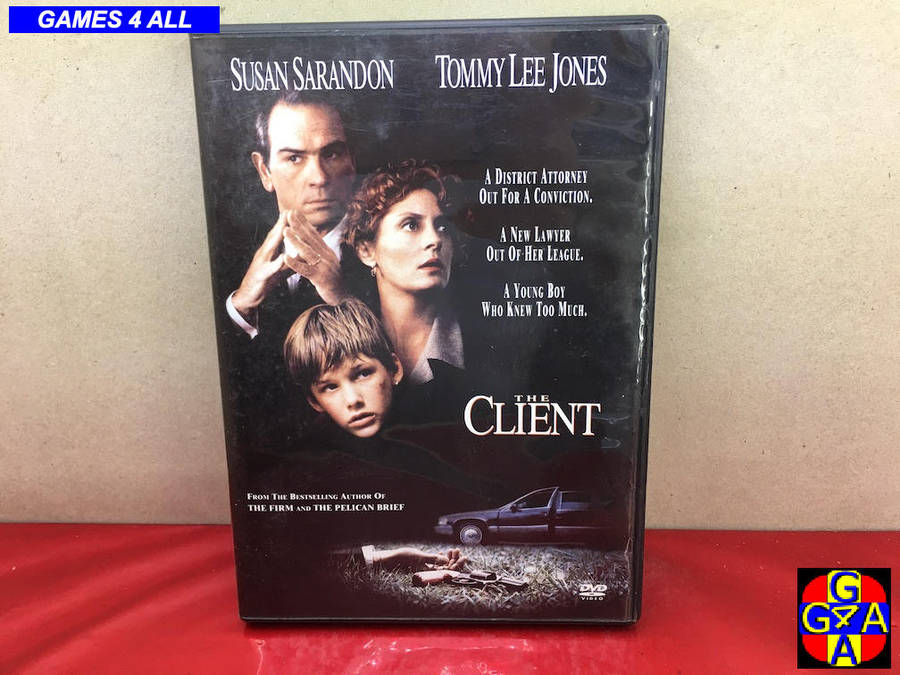 GAMES 4 ALL
SUSAN SARANDON TOMMY LEE JONES
A DISTRICT ATTORNEY
OUT FOR A CONVICTION.
A NEW LAWYER
OUT OF HER LEAGUE.
A YOUNG BOY
WHO KNEW TOO MUCH.
THE
CLIENT
FROM THE BESTSELLING AUTHOR OF
THE FIRM AND THE PELICAN BRIEF
DVD
VIDEO
G
G4A
A